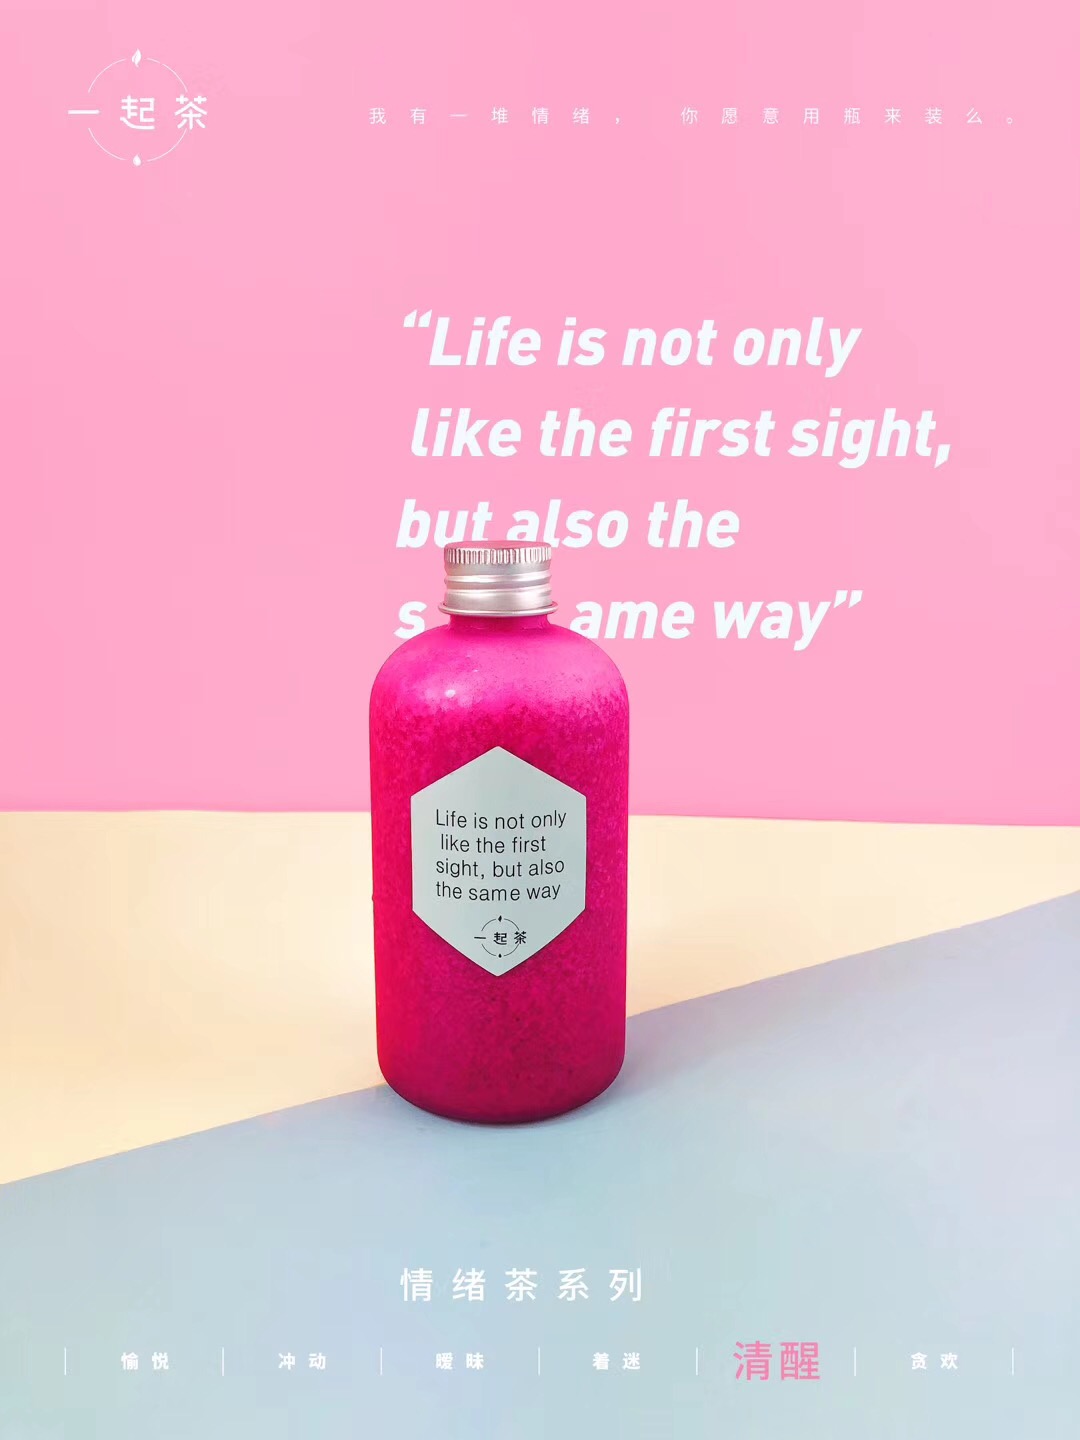 一起茶
我有一堆情绪， 你愿意用瓶来装么。
“Life is not only
like the first sight,
but also the
s ame way”
Life is not only
like the first
sight, but also
the same way
一起茶
情绪茶系列
愉悦 冲动 暧昧 着迷 清醒 贪欢